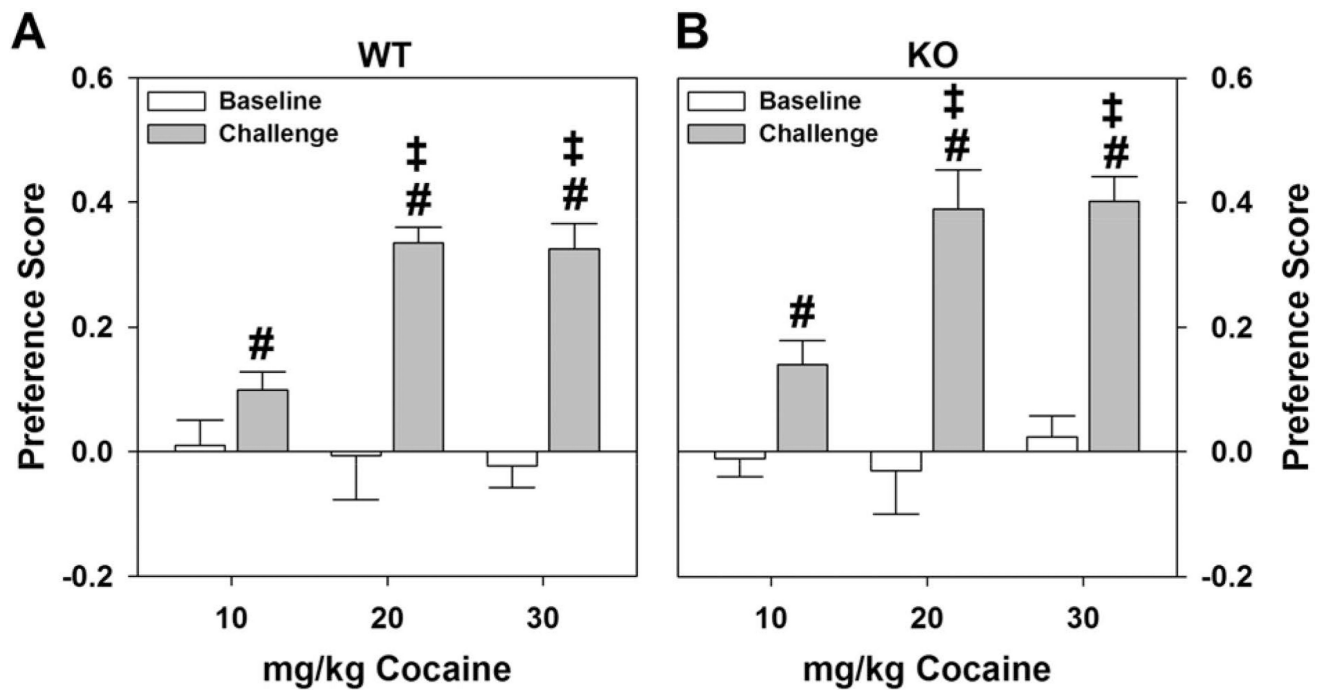 A
WT
0.6
0.4
0.2
0.0
-0.2
Preference Score
Baseline
Challenge
#
‡
#
‡
#
10
20
30
mg/kg Cocaine
B
KO
Baseline
Challenge
#
‡
#
‡
#
0.6
0.4
0.2
0.0
-0.2
Preference Score
10
20
30
mg/kg Cocaine